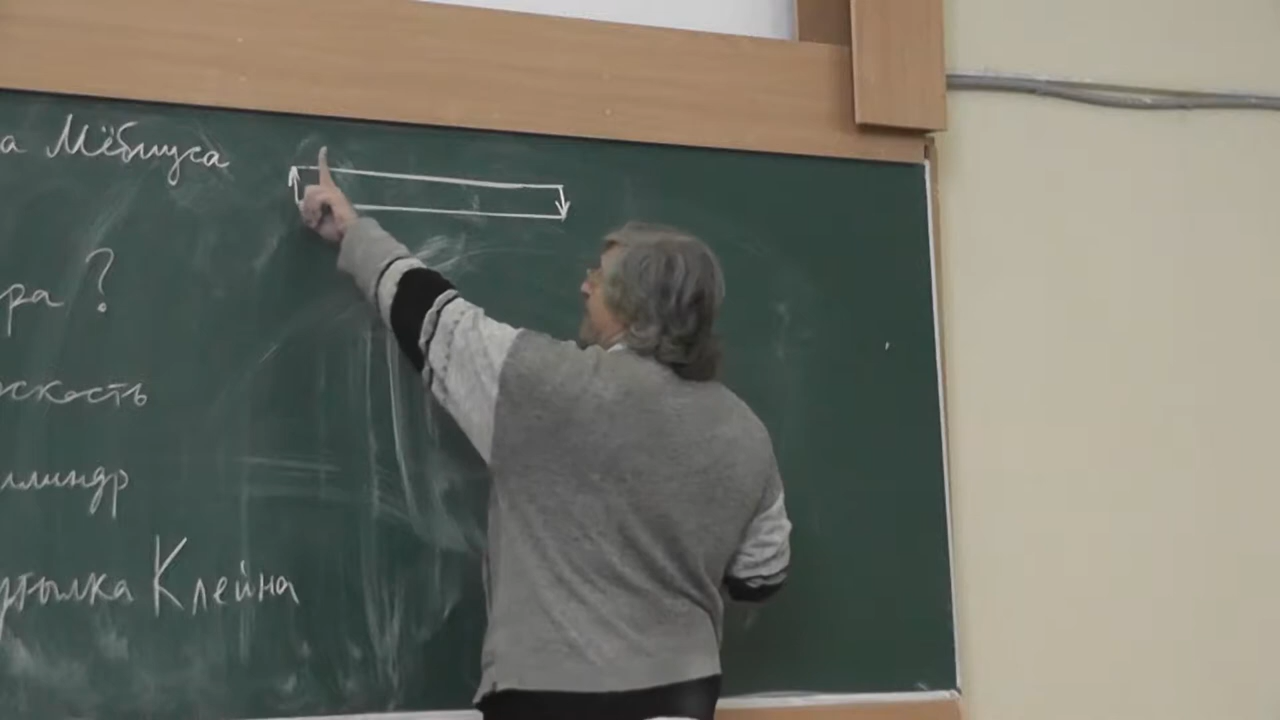 а Мёбиуса
ра ?
скость
линдр
утылка Клейна